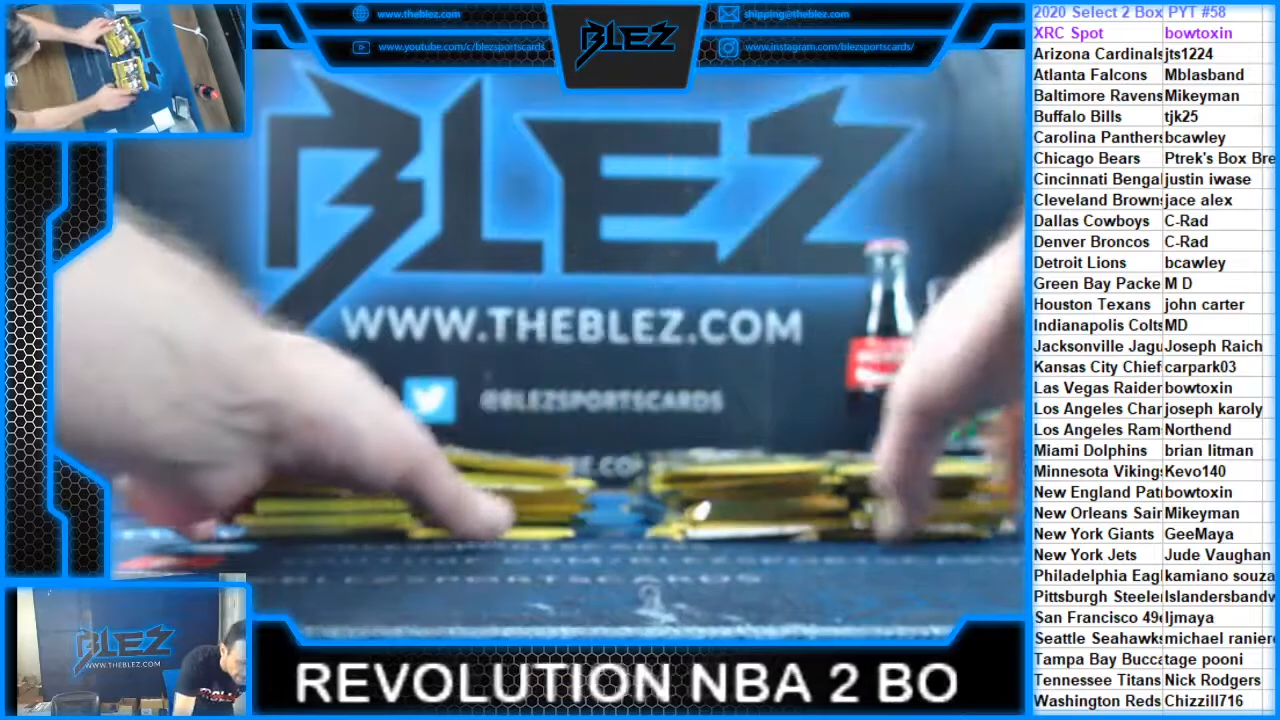 www.theblez.com
www.youtube.com/c/blezsportscards
BLEZ
shipping@theblez.com
www.instagram.com/blezsportscards/
BLEZ
WWW.THEBLEZ.COM
@BLEZSPORTSCARDS
BLEZSPORTSCARDS
BLEZ
WWW.THEBLEZ.COM
REVOLUTION NBA 2 BO
2020 Select 2 Box PYT #58
XRC Spot bowtoxin
Arizona Cardinals jts1224
Atlanta Falcons Mblasband
Baltimore Ravens Mikeyman
Buffalo Bills tjk25
Carolina Panthers bcawley
Chicago Bears Ptrek's Box Bre
Cincinnati Bengal justin iwase
Cleveland Browns jace alex
Dallas Cowboys C-Rad
Denver Broncos C-Rad
Detroit Lions bcawley
Green Bay Packe M D
Houston Texans john carter
Indianapolis Colts MD
Jacksonville Jagu Joseph Raich
Kansas City Chief carpark03
Las Vegas Raider bowtoxin
Los Angeles Char joseph karoly
Los Angeles Ram Northend
Miami Dolphins brian litman
Minnesota Viking Kevo140
New England Pat bowtoxin
New Orleans Sain Mikeyman
New York Giants GeeMaya
New York Jets Jude Vaughan
Philadelphia Eag kamiano souza
Pittsburgh Steele Islandersbandw
San Francisco 49 ljmaya
Seattle Seahawks michael ranier
Tampa Bay Bucca tage pooni
Tennessee Titans Nick Rodgers
Washington Reds Chizzill716